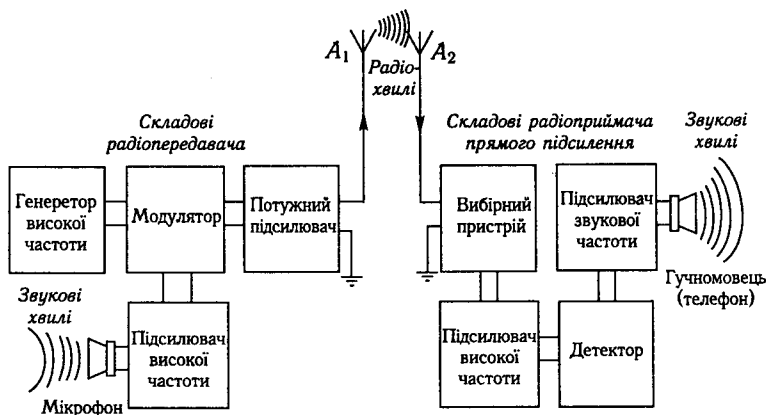 A₁
A₂
Радіо-
хвилі
Складові
радіопередавача
Складові радіоприймача
прямого підсилення
Звукові
хвилі
Генеретор
високої
частоти
Модулятор
Потужний
підсилювач
Вибірний
пристрій
Підсилювач
звукової
частоти
Гучномовець
(телефон)
Звукові
хвилі
Мікрофон
Підсилювач
високої
частоти
Підсилювач
високої
частоти
Детектор